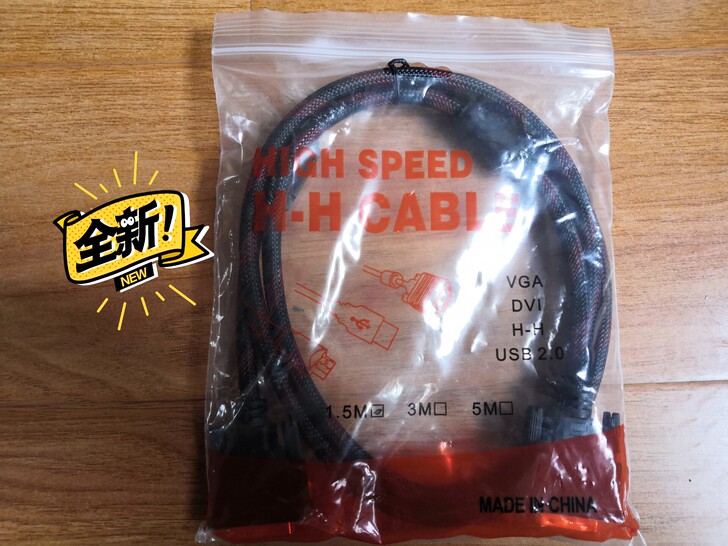 HIGH SPEED
H-H CABLE
全新!
NEW
VGA
DVI
H-H
USB 2.0
1.5M☑ 3M☐ 5M☐
MADE IN CHINA